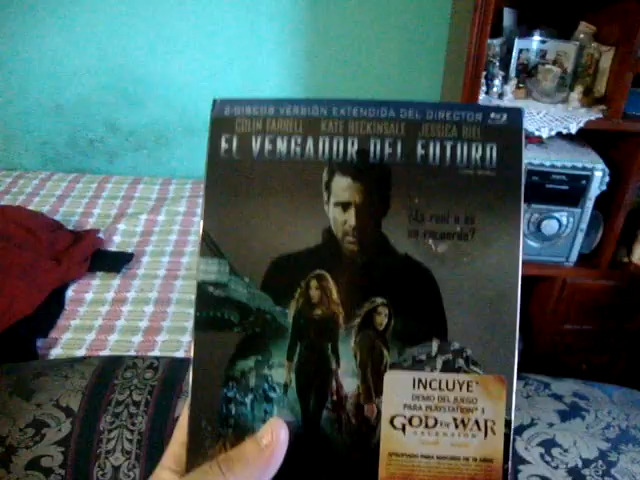 2-DISCOS VERSIÓN EXTENDIDA DEL DIRECTOR
COLIN FARRELL KATE BECKINSALE JESSICA BIEL
EL VENGADOR DEL FUTURO
¿Es real o es
un recuerdo?
INCLUYE*
DEMO DEL JUEGO
PARA PLAYSTATION® 3
GOD OF WAR
ASCENSION